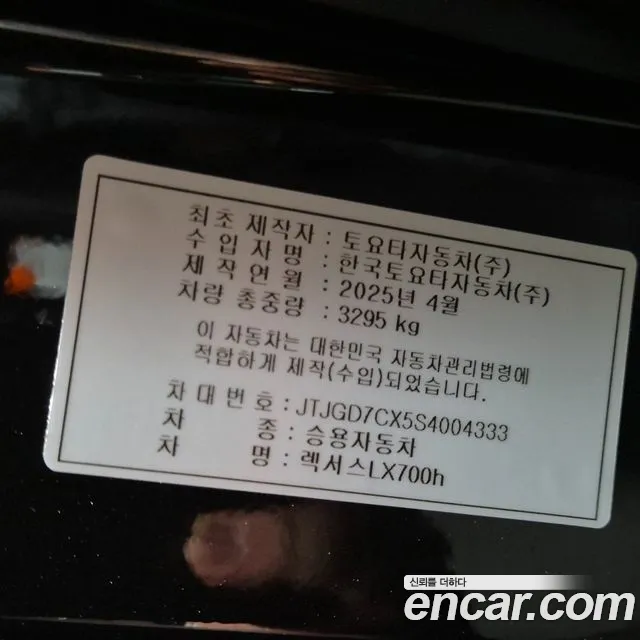 최초 제작자 : 토요타자동차(주)
수입자명 : 한국토요타자동차(주)
제작연월 : 2025년 4월
차량 총중량 : 3295 kg
이 자동차는 대한민국 자동차관리법령에
적합하게 제작(수입)되었습니다.
차대번호 : JTJGD7CX5S4004333
차 종 : 승용자동차
차 명 : 렉서스LX700h
신뢰를 더하다
encar.com